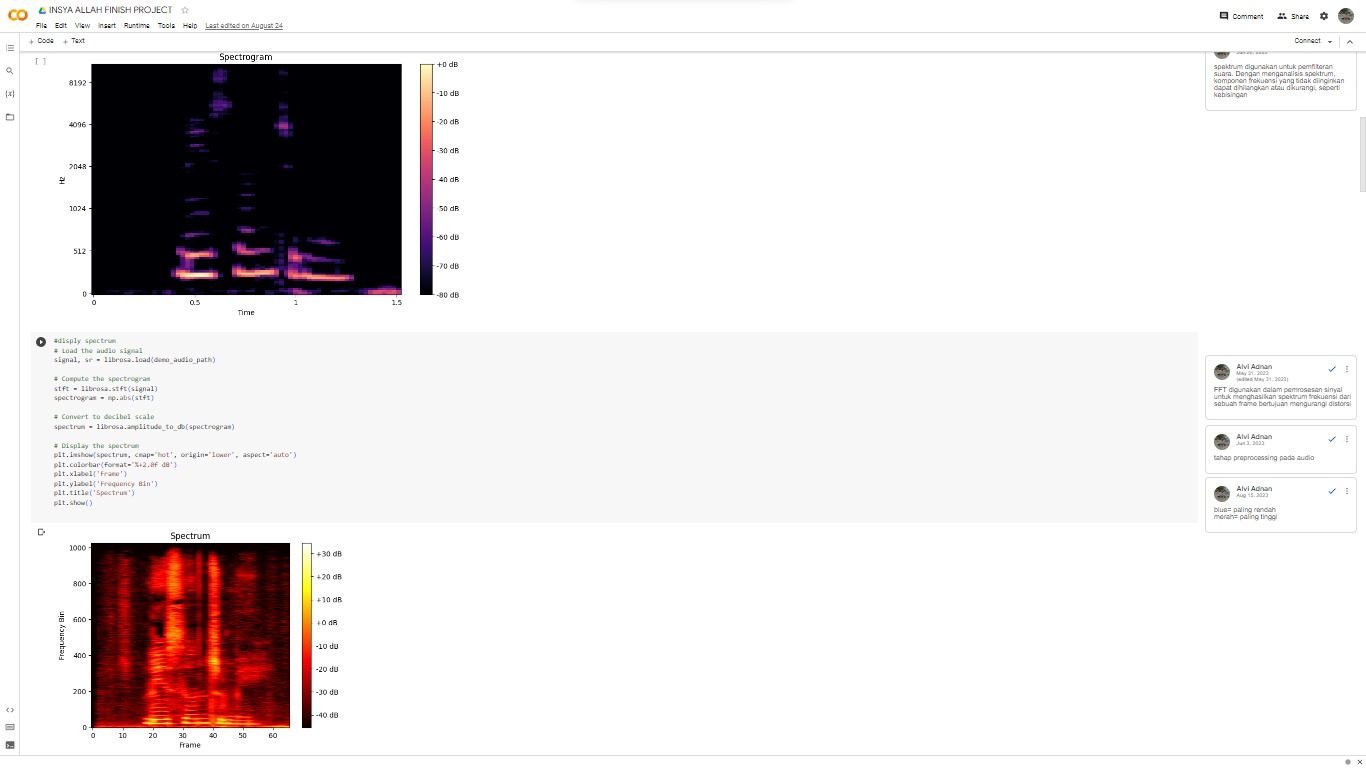 INSYA ALLAH FINISH PROJECT
Comment
Share
File Edit View Insert Runtime Tools Help Last edited on August 24
+ Code + Text
Connect
[ ]
Spectrogram
8192
4096
2048
1024
512
0
Hz
0 0.5 1 1.5
Time
+0 dB
-10 dB
-20 dB
-30 dB
-40 dB
-50 dB
-60 dB
-70 dB
-80 dB
spektrum digunakan untuk pemfilteran
suara. Dengan menganalisis spektrum,
komponen frekuensi yang tidak diinginkan
dapat dihilangkan atau dikurangi, seperti
kebisingan
#disply spectrum
# Load the audio signal
signal, sr = librosa.load(demo_audio_path)
# Compute the spectrogram
stft = librosa.stft(signal)
spectrogram = np.abs(stft)
# Convert to decibel scale
spectrum = librosa.amplitude_to_db(spectrogram)
# Display the spectrum
plt.imshow(spectrum, cmap='hot', origin='lower', aspect='auto')
plt.colorbar(format='%+2.0f dB')
plt.xlabel('Frame')
plt.ylabel('Frequency Bin')
plt.title('Spectrum')
plt.show()
Alvi Adnan
May 31, 2023
(edited May 31, 2023)
FFT digunakan dalam pemrosesan sinyal
untuk menghasilkan spektrum frekuensi dari
sebuah frame bertujuan mengurangi distorsi
Alvi Adnan
Jun 3, 2023
tahap preprocessing pada audio
Alvi Adnan
Aug 15, 2023
blue= paling rendah
merah= paling tinggi
Spectrum
1000
800
600
400
200
0
Frequency Bin
0 10 20 30 40 50 60
Frame
+30 dB
+20 dB
+10 dB
+0 dB
-10 dB
-20 dB
-30 dB
-40 dB